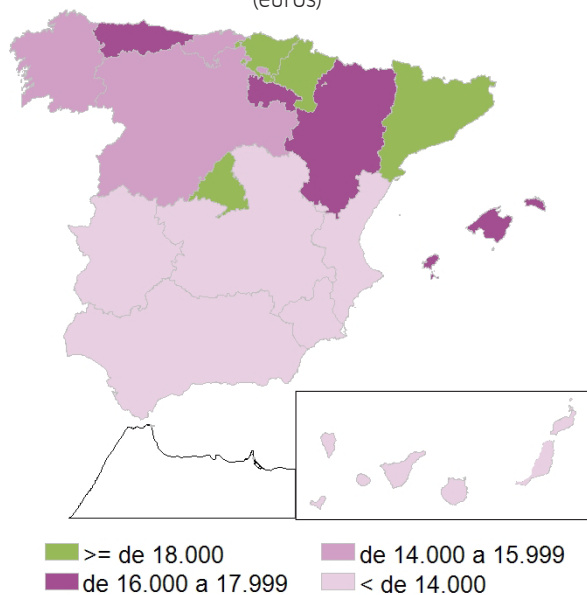 (euros)
>= de 18.000
de 14.000 a 15.999
de 16.000 a 17.999
< de 14.000